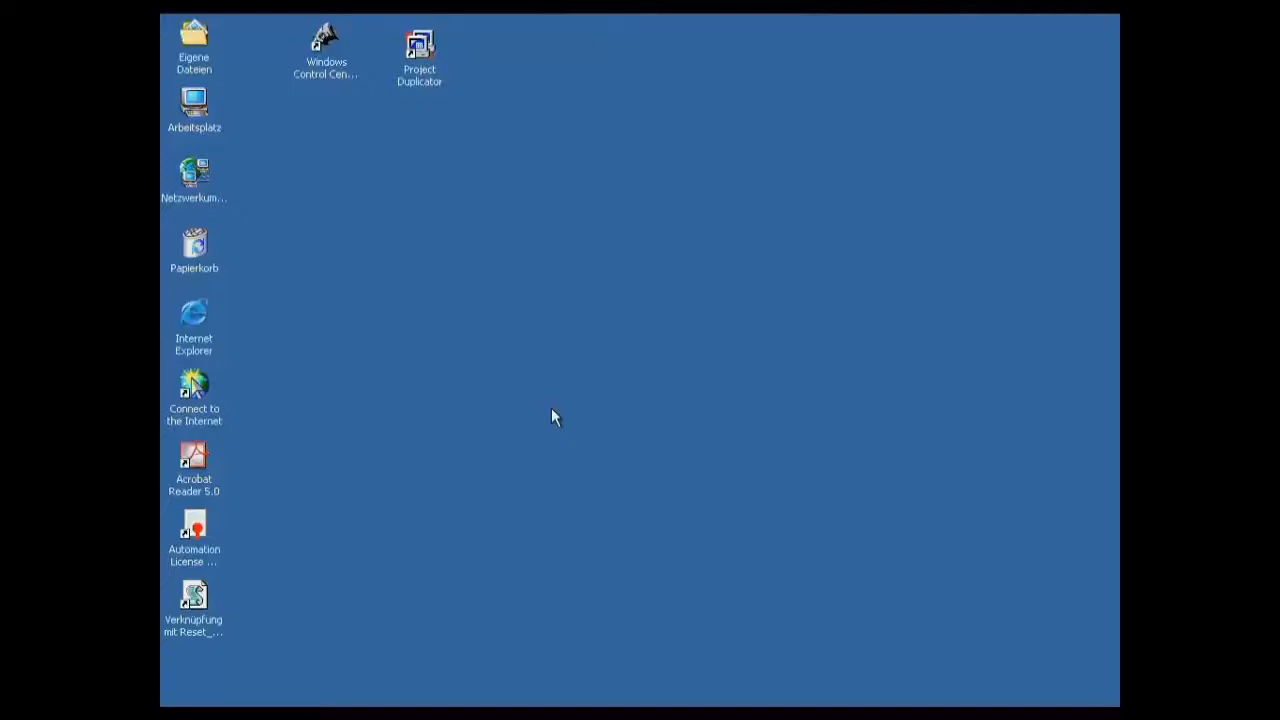 Eigene
Dateien
Arbeitsplatz
Netzwerkum...
Papierkorb
Internet
Explorer
Connect to
the Internet
Acrobat
Reader 5.0
Automation
License ...
Verknüpfung
mit Reset_...
Windows
Control Cen...
Project
Duplicator